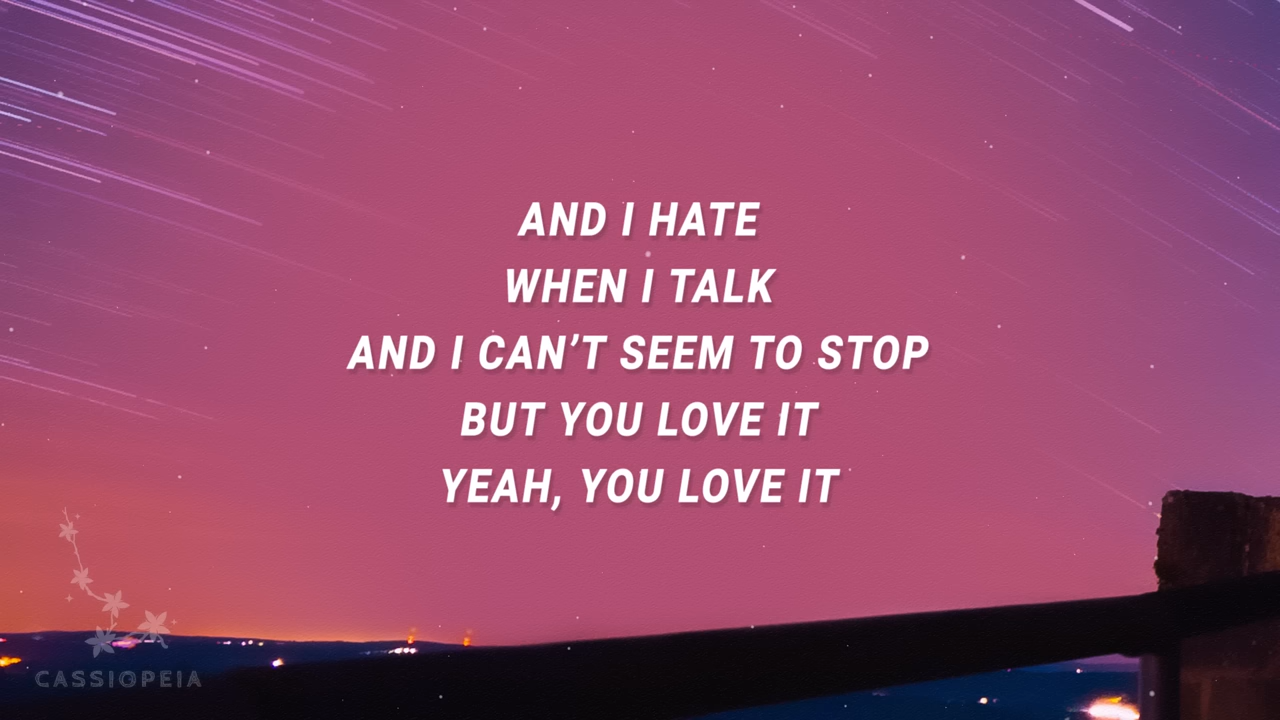 AND I HATE
WHEN I TALK
AND I CAN’T SEEM TO STOP
BUT YOU LOVE IT
YEAH, YOU LOVE IT
CASSIOPEIA